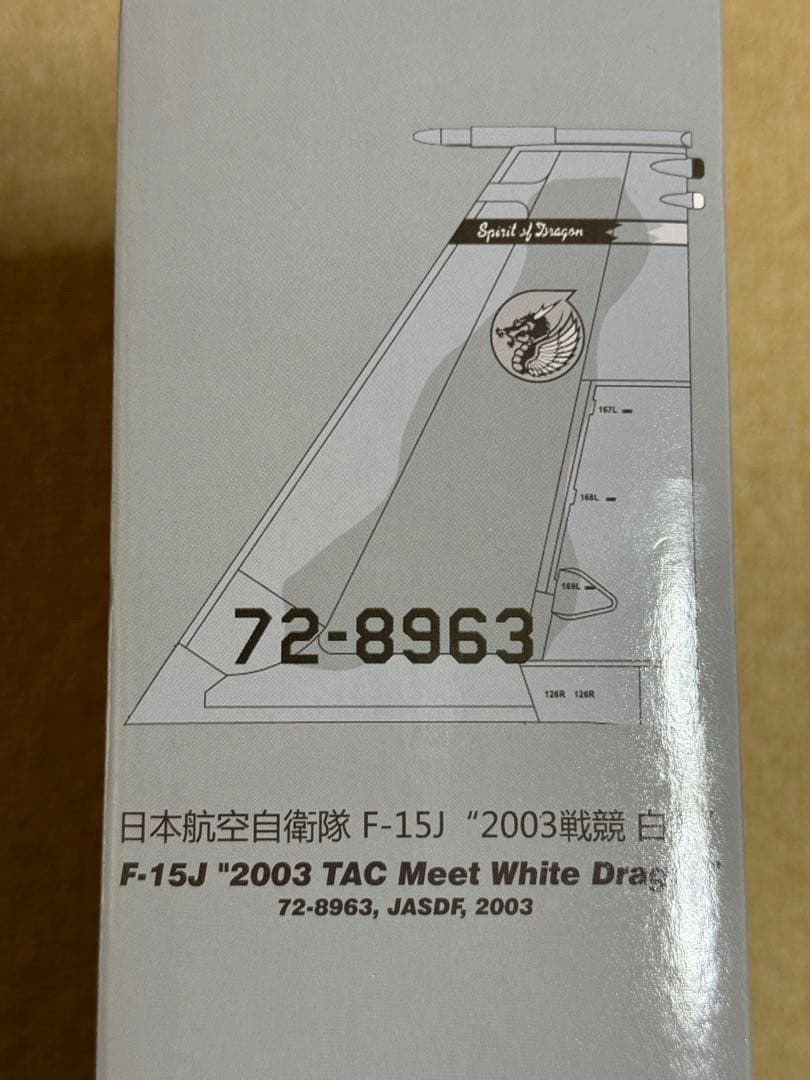 Spirit of Dragon
167L
168L
169L
72-8963
126R 126R
日本航空自衛隊 F-15J “2003戦競 白
F-15J "2003 TAC Meet White Drag
72-8963, JASDF, 2003